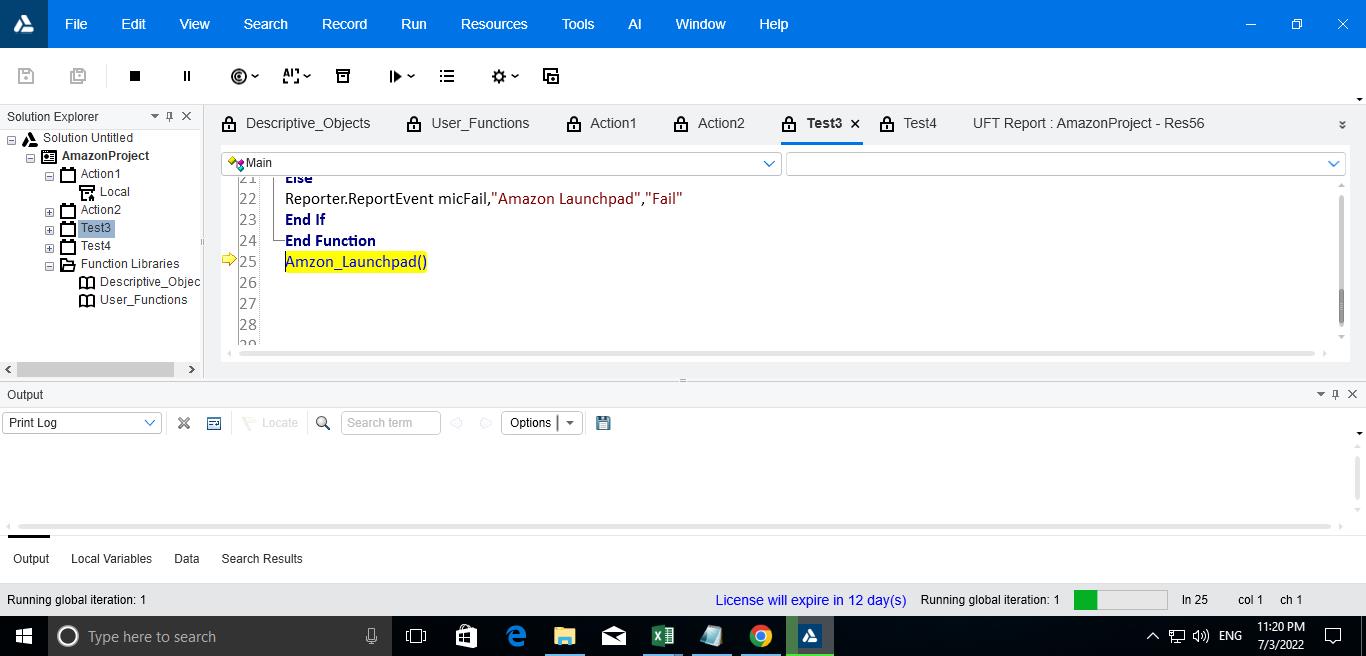 File Edit View Search Record Run Resources Tools AI Window Help
AI
Solution Explorer
Descriptive_Objects User_Functions Action1 Action2 Test3 Test4 UFT Report : AmazonProject - Res56
Solution Untitled
AmazonProject
Action1
Local
Action2
Test3
Test4
Function Libraries
Descriptive_Objec
User_Functions
Main
21 Else
22 Reporter.ReportEvent micFail,"Amazon Launchpad","Fail"
23 End If
24 End Function
25 Amzon_Launchpad()
26
27
28
29
Output
Print Log Locate Search term Options
Output Local Variables Data Search Results
Running global iteration: 1 License will expire in 12 day(s) Running global iteration: 1 ln 25 col 1 ch 1
Type here to search ENG 11:20 PM
7/3/2022